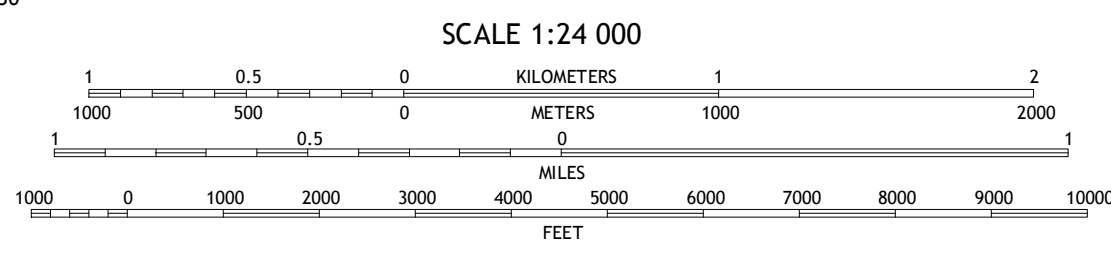 SCALE 1:24 000
1 0.5 0 KILOMETERS 1 2
1000 500 0 METERS 1000 2000
1 0.5 0 1
MILES
1000 0 1000 2000 3000 4000 5000 6000 7000 8000 9000 10000
FEET